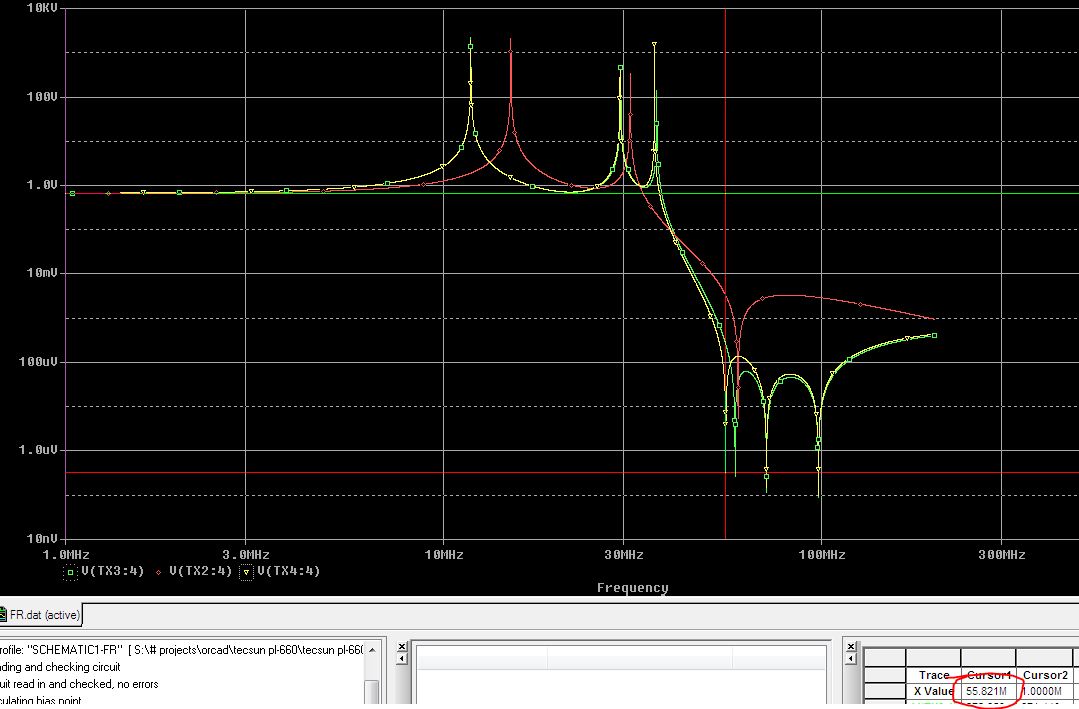 10KV
100V
1.0V
10mV
100uV
1.0uV
10nV
1.0MHz 3.0MHz 10MHz 30MHz 100MHz 300MHz
V(TX3:4) V(TX2:4) V(TX4:4)
Frequency
FR.dat (active)
rofile: "SCHEMATIC1-FR" [ S:\# projects\orcad\tecsun pl-660\tecsun pl-660
ding and checking circuit
uit read in and checked, no errors
culating bias point
Trace Cursor1 Cursor2
X Value 55.821M 1.0000M